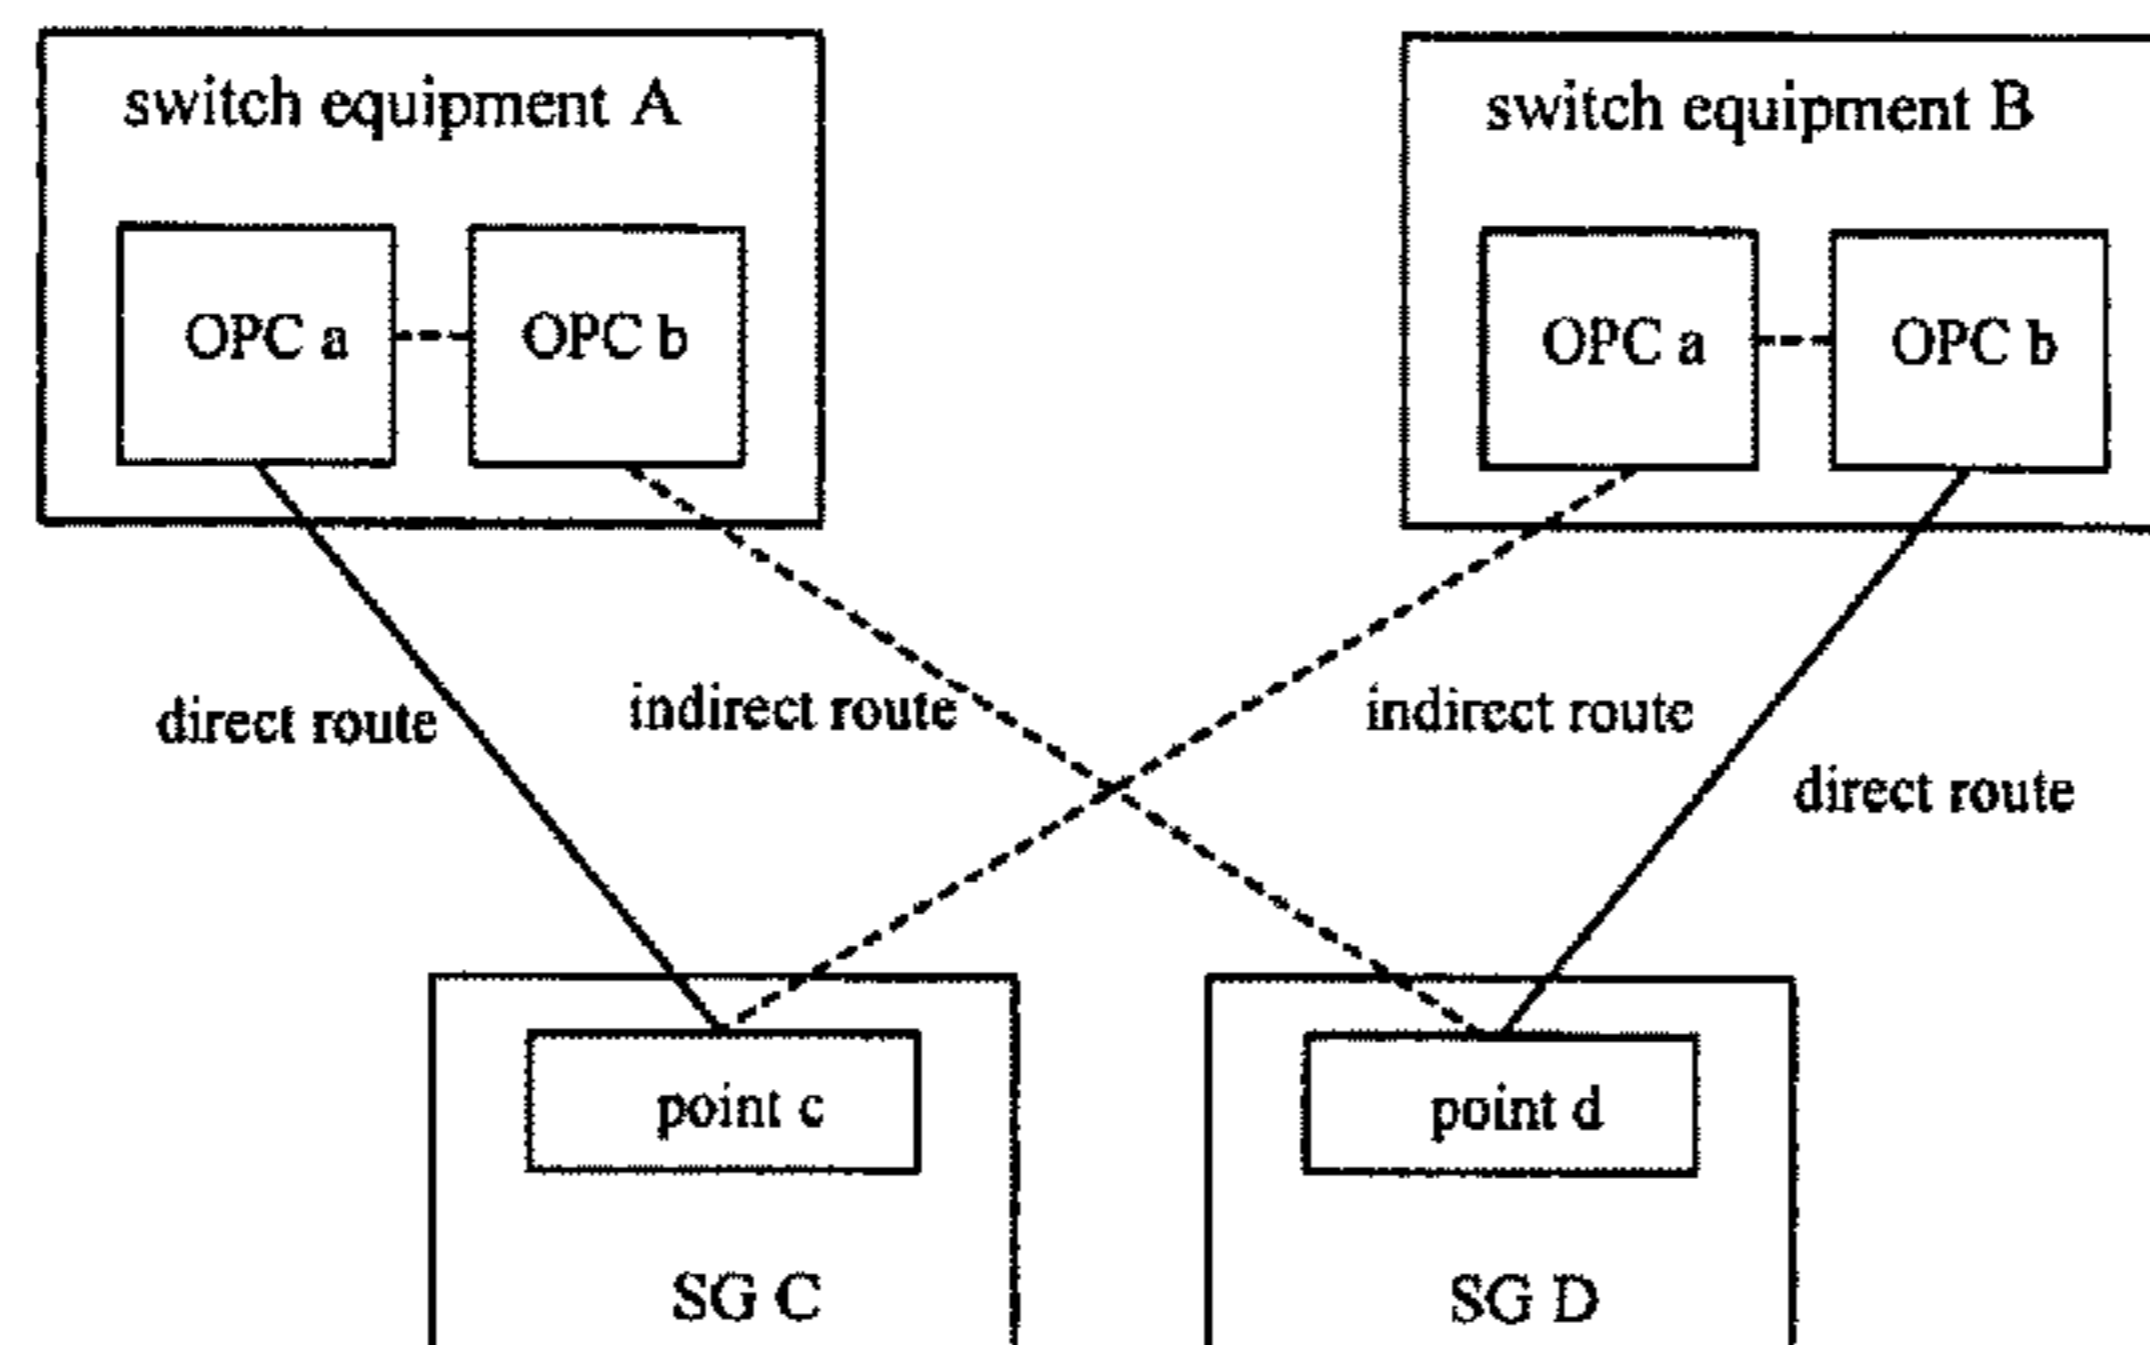 switch equipment A
switch equipment B
OPC a
OPC b
OPC a
OPC b
direct route
indirect route
indirect route
direct route
point c
point d
SG C
SG D